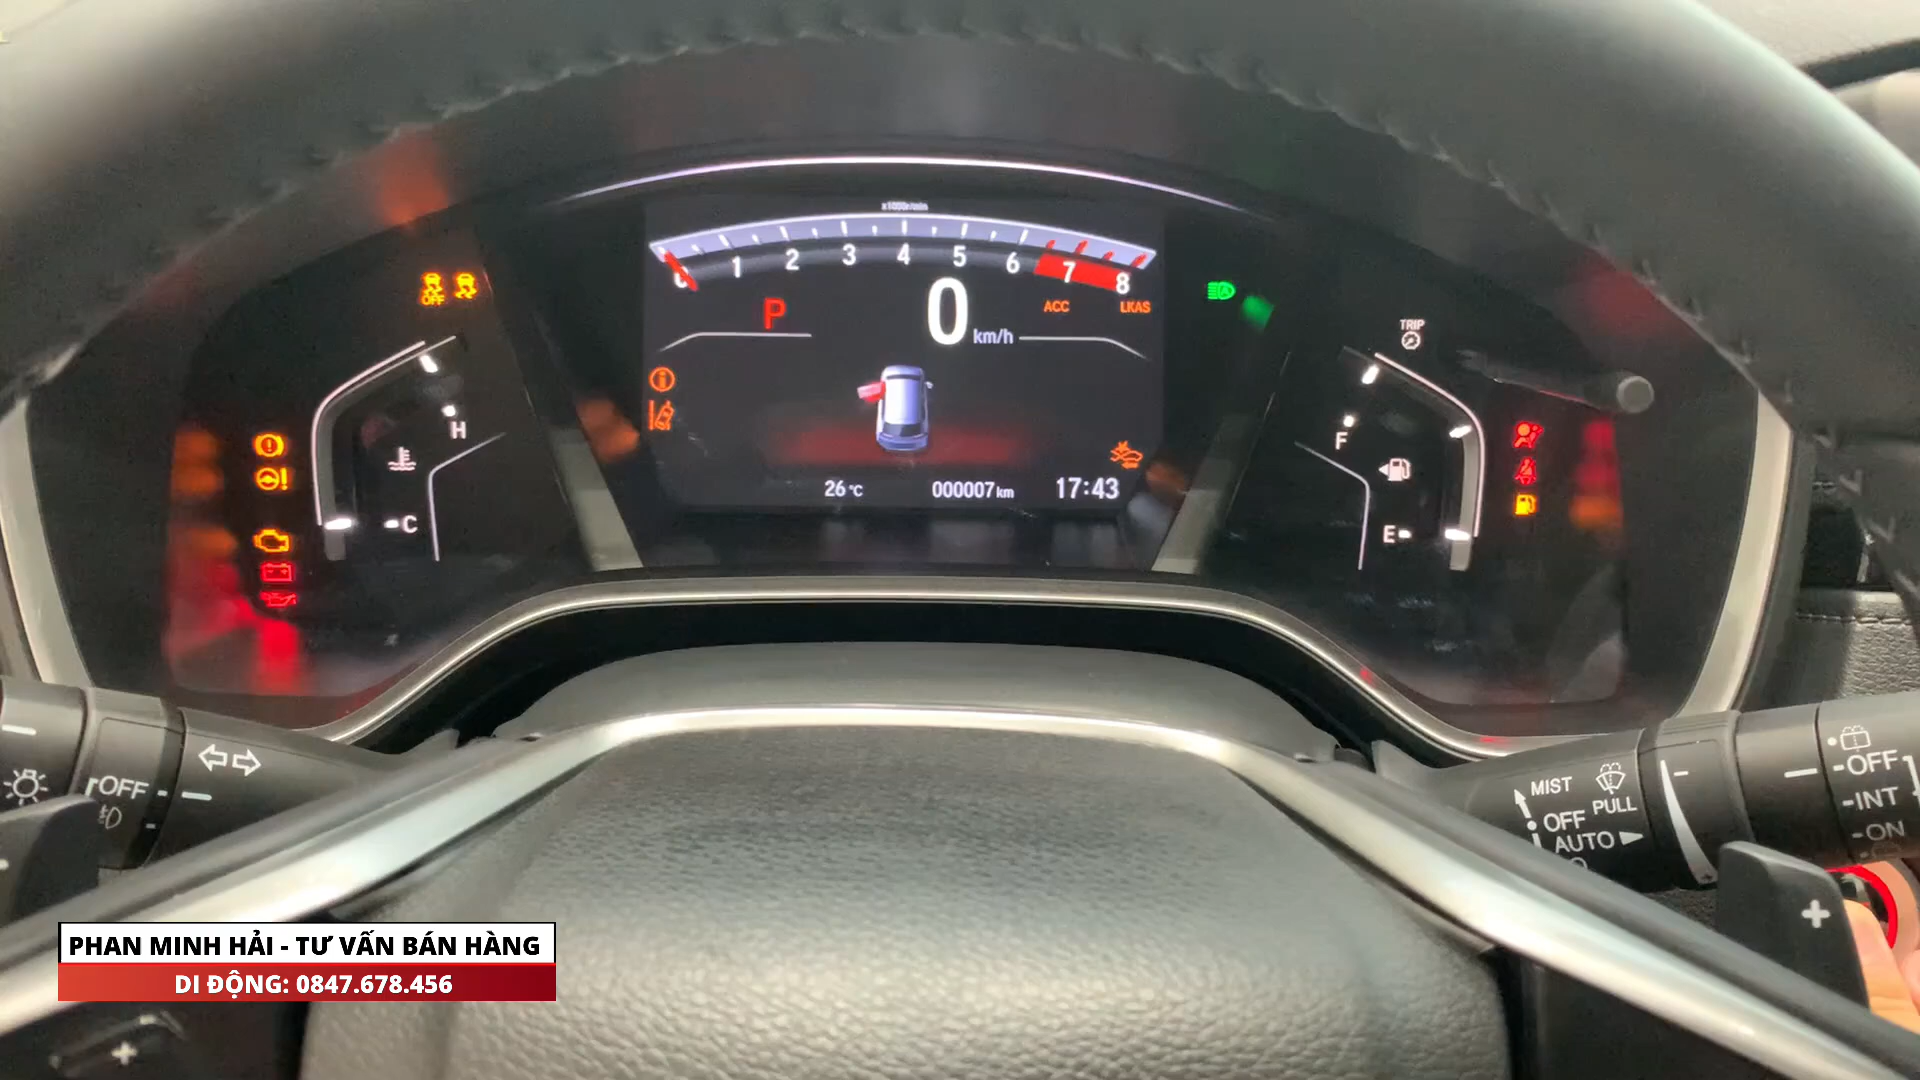 x1000r/min
0 1 2 3 4 5 6 7 8
OFF
P
0 km/h
ACC
LKAS
TRIP
H
C
F
E
26°C
000007 km
17:43
OFF
MIST
PULL
OFF
AUTO
OFF
INT
ON
+
+
PHAN MINH HẢI - TƯ VẤN BÁN HÀNG
DI ĐỘNG: 0847.678.456